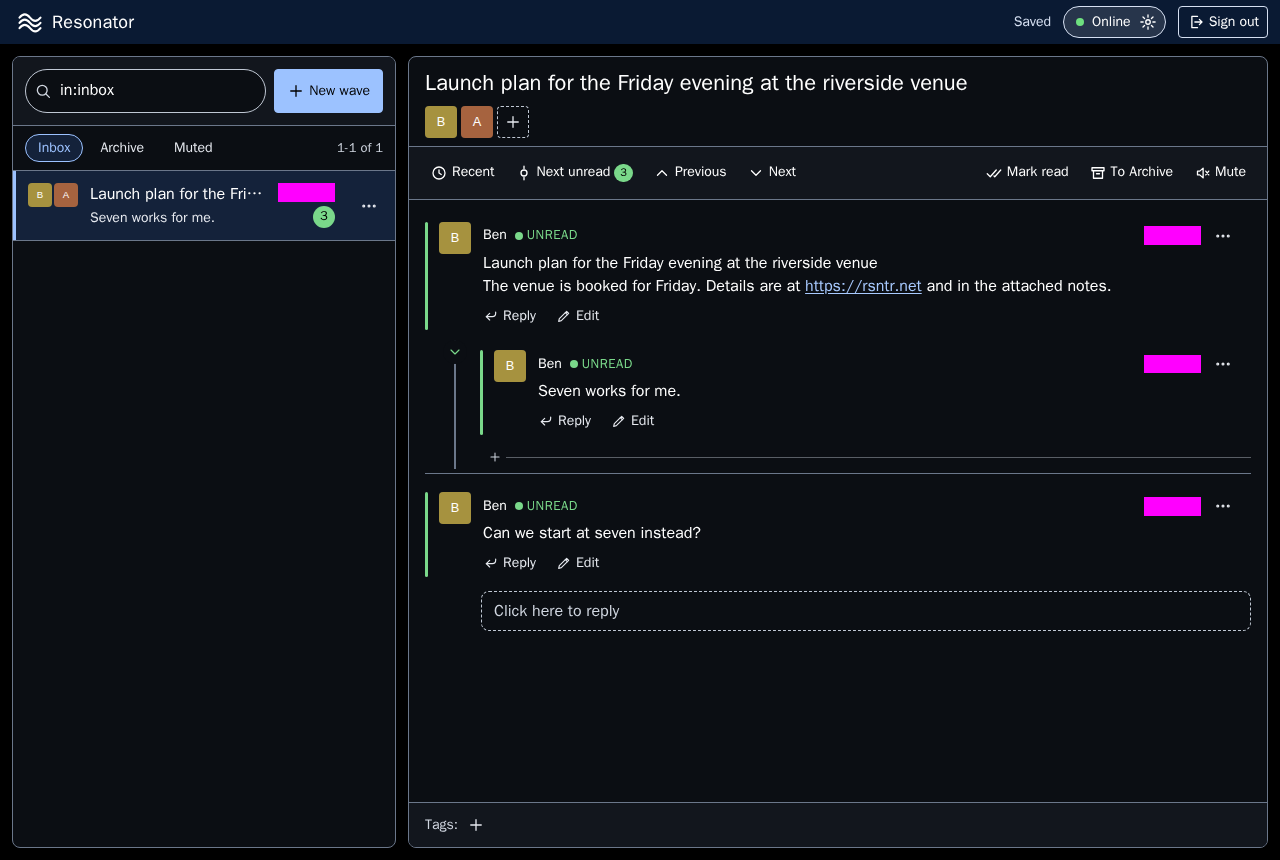 Resonator
Saved
Online
Sign out
in:inbox
New wave
Inbox
Archive
Muted
1-1 of 1
B
A
Launch plan for the Fri···
Seven works for me.
3
Launch plan for the Friday evening at the riverside venue
B
A
Recent
Next unread 3
Previous
Next
Mark read
To Archive
Mute
B
Ben
UNREAD
Launch plan for the Friday evening at the riverside venue
The venue is booked for Friday. Details are at https://rsntr.net and in the attached notes.
Reply
Edit
B
Ben
UNREAD
Seven works for me.
Reply
Edit
B
Ben
UNREAD
Can we start at seven instead?
Reply
Edit
Click here to reply
Tags: